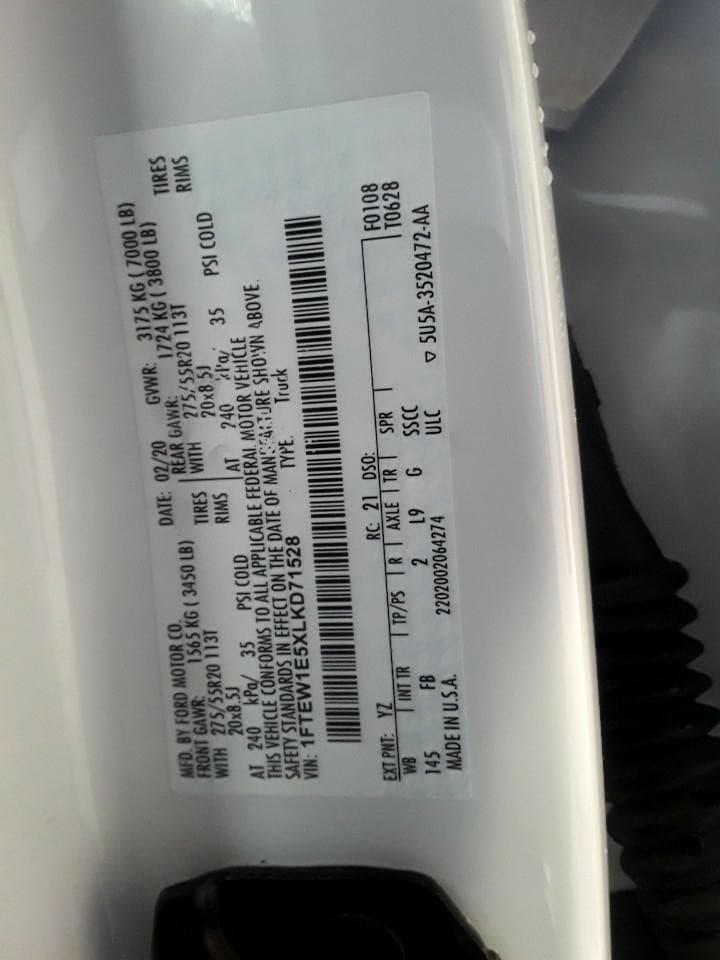 MFD. BY FORD MOTOR CO. DATE: 02/20 GVWR: 3175 KG ( 7000 LB)
FRONT GAWR: 1565 KG ( 3450 LB) REAR GAWR: 1724 KG ( 3800 LB)
WITH 275/55R20 113T TIRES WITH 275/55R20 113T TIRES
20x8.5J RIMS 20x8.5J RIMS
AT 240 kPa/ 35 PSI COLD AT 240 kPa/ 35 PSI COLD
THIS VEHICLE CONFORMS TO ALL APPLICABLE FEDERAL MOTOR VEHICLE
SAFETY STANDARDS IN EFFECT ON THE DATE OF MANUFACTURE SHOWN ABOVE.
VIN: 1FTEW1E5XLKD71528 TYPE: Truck
EXT PNT: YZ RC: 21 DSO: F0108
WB INT TR TP/PS R AXLE TR SPR T0628
145 FB 2 L9 G SSCC
MADE IN U.S.A. 2202002064274 ULC ▽ 5U5A-3520472-AA